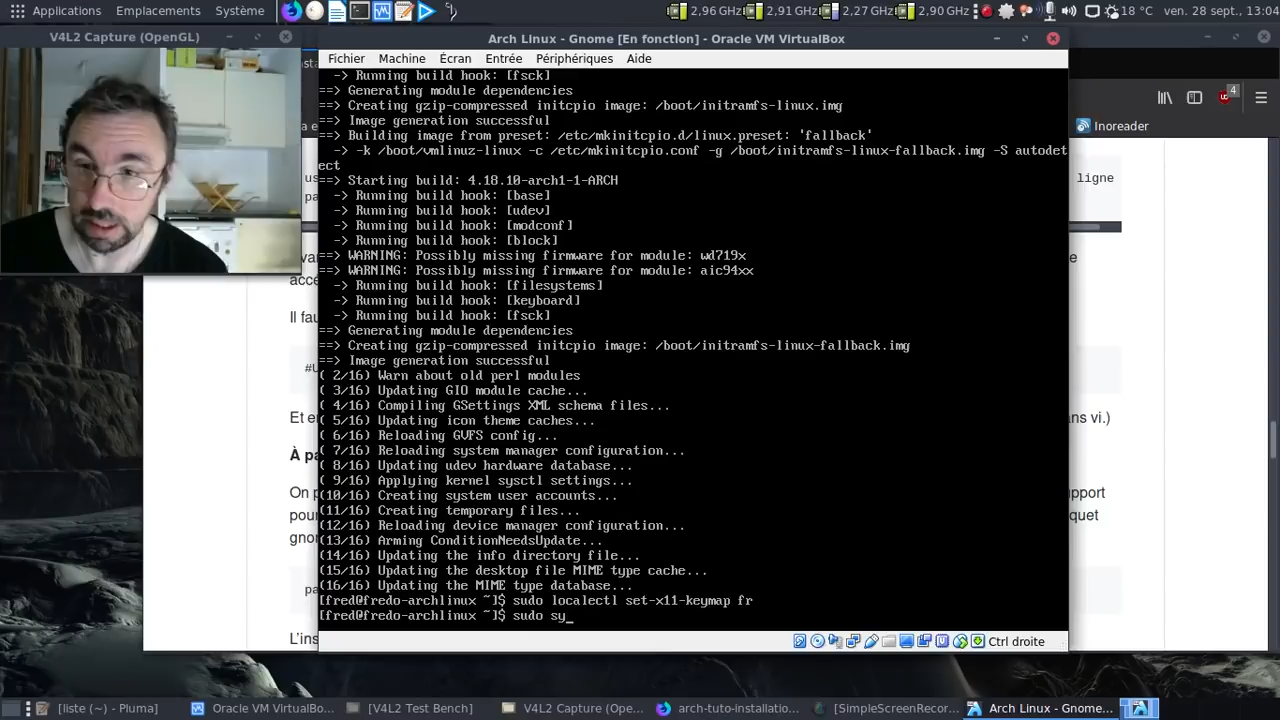 Applications Emplacements Système
2,96 GHz 2,91 GHz 2,27 GHz 2,90 GHz 18 °C ven. 28 sept., 13:04
V4L2 Capture (OpenGL)
Arch Linux - Gnome [En fonction] - Oracle VM VirtualBox
Fichier Machine Écran Entrée Périphériques Aide
-> Running build hook: [fsck]
==> Generating module dependencies
==> Creating gzip-compressed initcpio image: /boot/initramfs-linux.img
==> Image generation successful
==> Building image from preset: /etc/mkinitcpio.d/linux.preset: 'fallback'
-> -k /boot/vmlinuz-linux -c /etc/mkinitcpio.conf -g /boot/initramfs-linux-fallback.img -S autodet
ect
==> Starting build: 4.18.10-arch1-1-ARCH
-> Running build hook: [base]
-> Running build hook: [udev]
-> Running build hook: [modconf]
-> Running build hook: [block]
==> WARNING: Possibly missing firmware for module: wd719x
==> WARNING: Possibly missing firmware for module: aic94xx
-> Running build hook: [filesystems]
-> Running build hook: [keyboard]
-> Running build hook: [fsck]
==> Generating module dependencies
==> Creating gzip-compressed initcpio image: /boot/initramfs-linux-fallback.img
==> Image generation successful
( 2/16) Warn about old perl modules
( 3/16) Updating GIO module cache...
( 4/16) Compiling GSettings XML schema files...
( 5/16) Updating icon theme caches...
( 6/16) Reloading GVFS config...
( 7/16) Reloading system manager configuration...
( 8/16) Updating udev hardware database...
( 9/16) Applying kernel sysctl settings...
(10/16) Creating system user accounts...
(11/16) Creating temporary files...
(12/16) Reloading device manager configuration...
(13/16) Arming ConditionNeedsUpdate...
(14/16) Updating the info directory file...
(15/16) Updating the desktop file MIME type cache...
(16/16) Updating the MIME type database...
[fred@fredo-archlinux ~]$ sudo localectl set-x11-keymap fr
[fred@fredo-archlinux ~]$ sudo sy_
Ctrl droite
4
Inoreader
ligne
Il fau
#U
Et e
ans vi.)
À pa
On p
pport
pour
quet
gno
pa
L'ins
[liste (~) - Pluma] Oracle VM VirtualB... [V4L2 Test Bench] V4L2 Capture (Ope... arch-tuto-installatio... [SimpleScreenRecor... Arch Linux - Gnome...